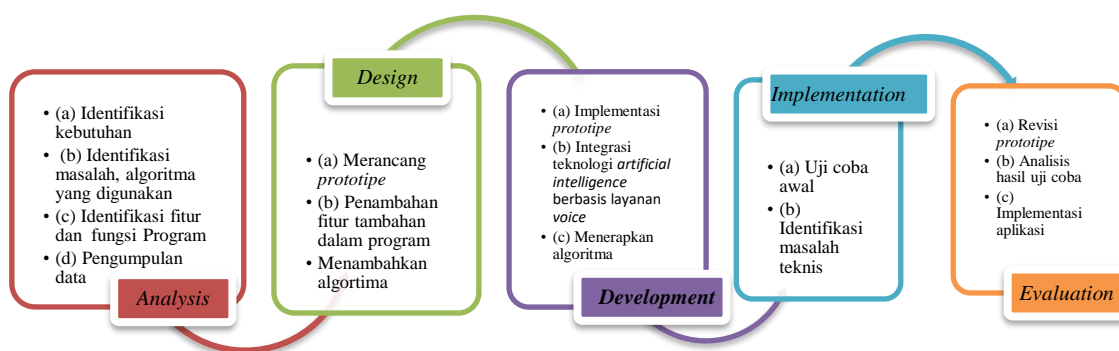 • (a) Identifikasi
kebutuhan
• (b) Identifikasi
masalah, algoritma
yang digunakan
• (c) Identifikasi fitur
dan fungsi Program
• (d) Pengumpulan
data
Analysis
Design
• (a) Merancang
prototipe
• (b) Penambahan
fitur tambahan
dalam program
• Menambahkan
algortima
• (a) Implementasi
prototipe
• (b) Integrasi
teknologi artificial
intelligence
berbasis layanan
voice
• (c) Menerapkan
algoritma
Development
Implementation
• (a) Uji coba
awal
• (b)
Identifikasi
masalah
teknis
• (a) Revisi
prototipe
• (b) Analisis
hasil uji coba
• (c)
Implementasi
aplikasi
Evaluation